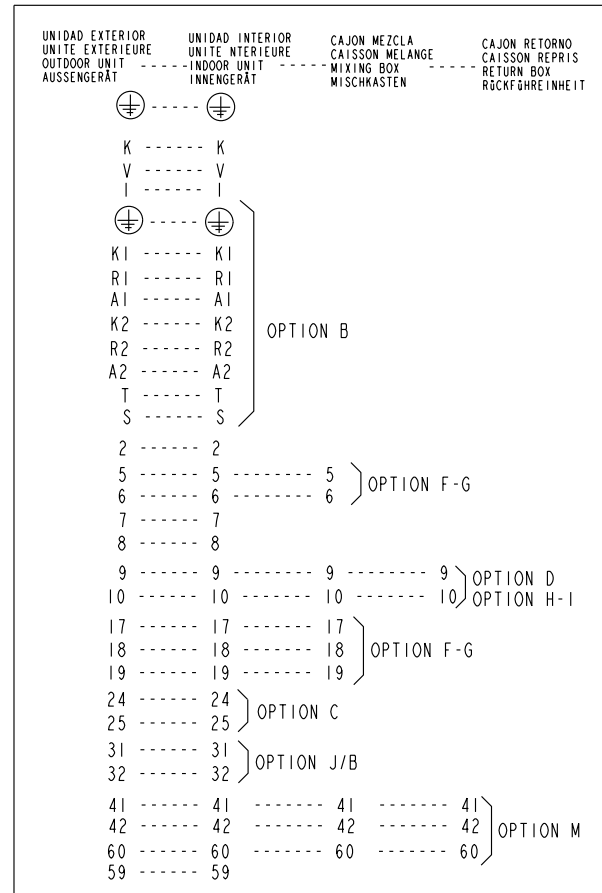 UNIDAD EXTERIOR
UNITE EXTERIEURE
OUTDOOR UNIT
AUSSENGERÄT
UNIDAD INTERIOR
UNITE NTERIEURE
INDOOR UNIT
INNENGERÄT
CAJON MEZCLA
CAISSON MELANGE
MIXING BOX
MISCHKASTEN
CAJON RETORNO
CAISSON REPRIS
RETURN BOX
RüCKFüHREINHEIT
K ------ K
V ------ V
I ------ I
K1 ------ K1
R1 ------ R1
A1 ------ A1
K2 ------ K2
R2 ------ R2
A2 ------ A2
T ------ T
S ------ S
OPTION B
2 ------ 2
5 ------ 5 -------- 5
6 ------ 6 -------- 6
OPTION F-G
7 ------ 7
8 ------ 8
9 ------ 9 -------- 9 -------- 9
10 ------ 10 ------- 10 ------- 10
OPTION D
OPTION H-I
17 ------ 17 ------- 17
18 ------ 18 ------- 18
19 ------ 19 ------- 19
OPTION F-G
24 ------ 24
25 ------ 25
OPTION C
31 ------ 31
32 ------ 32
OPTION J/B
41 ------ 41 ------- 41 ------- 41
42 ------ 42 ------- 42 ------- 42
60 ------ 60 ------- 60 ------- 60
OPTION M
59 ------ 59